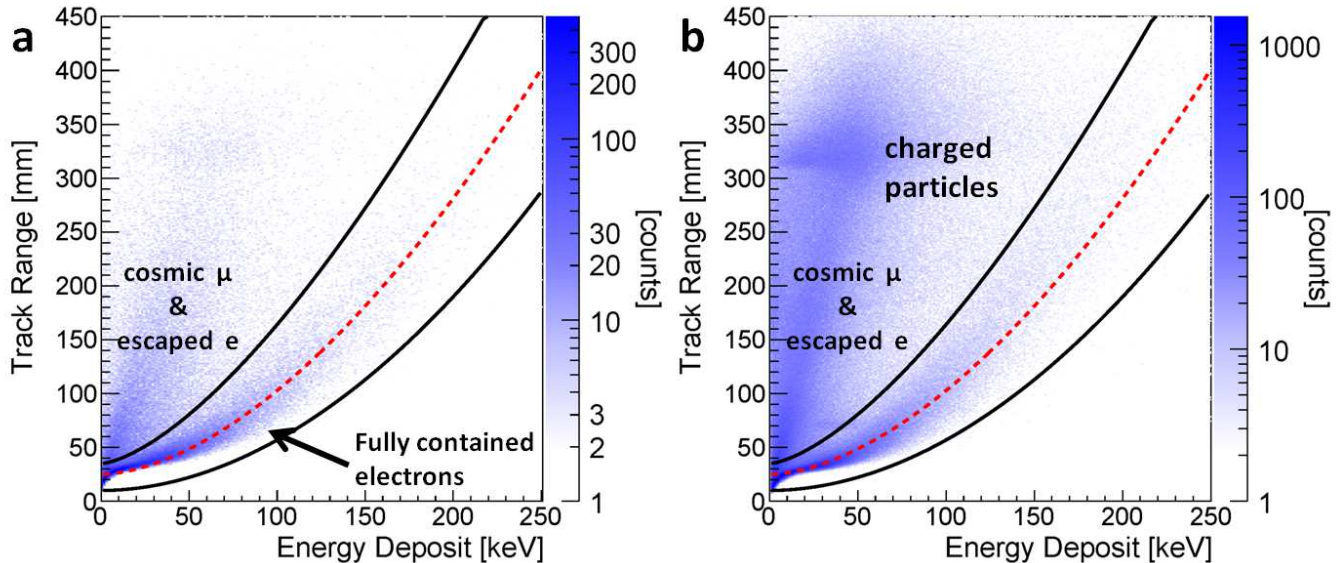 a
450
400
350
300
250
200
150
100
50
0
Track Range [mm]
cosmic μ
&
escaped e
Fully contained
electrons
0 50 100 150 200 250
Energy Deposit [keV]
300
200
100
30
20
10
3
2
1
[counts]
b
450
400
350
300
250
200
150
100
50
0
Track Range [mm]
charged
particles
cosmic μ
&
escaped e
0 50 100 150 200 250
Energy Deposit [keV]
1000
100
10
1
[counts]